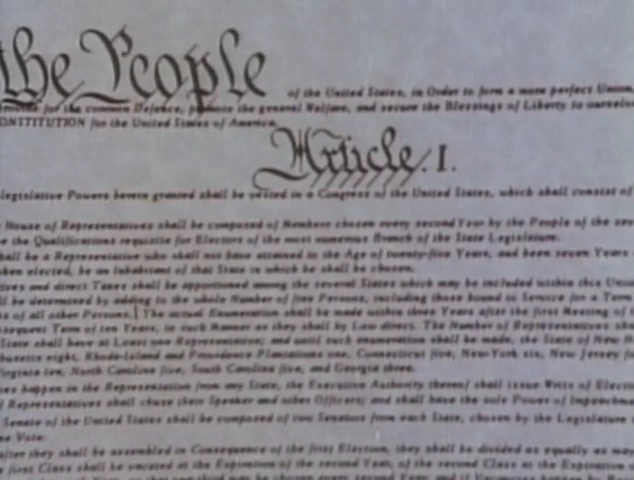 the People of the United States, in Order to form a more perfect Union,
for the common Defence, promote the general Welfare, and secure the Blessings of Liberty to
CONSTITUTION for the United States of America.
Article. I.
legislative Powers herein granted shall be vested in a Congress of the United States, which shall consist of
House of Representatives shall be composed of Members chosen every second Year by the People of the
the Qualifications requisite for Electors of the most numerous Branch of the State Legislature.
shall be a Representative who shall not have attained to the Age of twenty-five Years, and been seven Years
when elected, be an Inhabitant of that State in which he shall be chosen.
and direct Taxes shall be apportioned among the several States which may be included within this
be determined by adding to the whole Number of free Persons, including those bound to Service for a Term
of all other Persons. The actual Enumeration shall be made within three Years after the first Meeting of
Term of ten Years, in such Manner as they shall by Law direct. The Number of Representatives
State shall have at Least one Representative; and until such enumeration shall be made, the State of New
eight, Rhode-Island and Providence Plantations one, Connecticut five, New-York six, New Jersey
ten, North Carolina five, South Carolina five, and Georgia three.
happen in the Representation from any State, the Executive Authority thereof shall issue Writs of
Representatives shall chuse their Speaker and other Officers; and shall have the sole Power of
Senate of the United States shall be composed of two Senators from each State, chosen by the Legislature
one Vote.
after they shall be assembled in Consequence of the first Election, they shall be divided as equally as may
first Class shall be vacated at the Expiration of the second Year, of the second Class at the Expiration